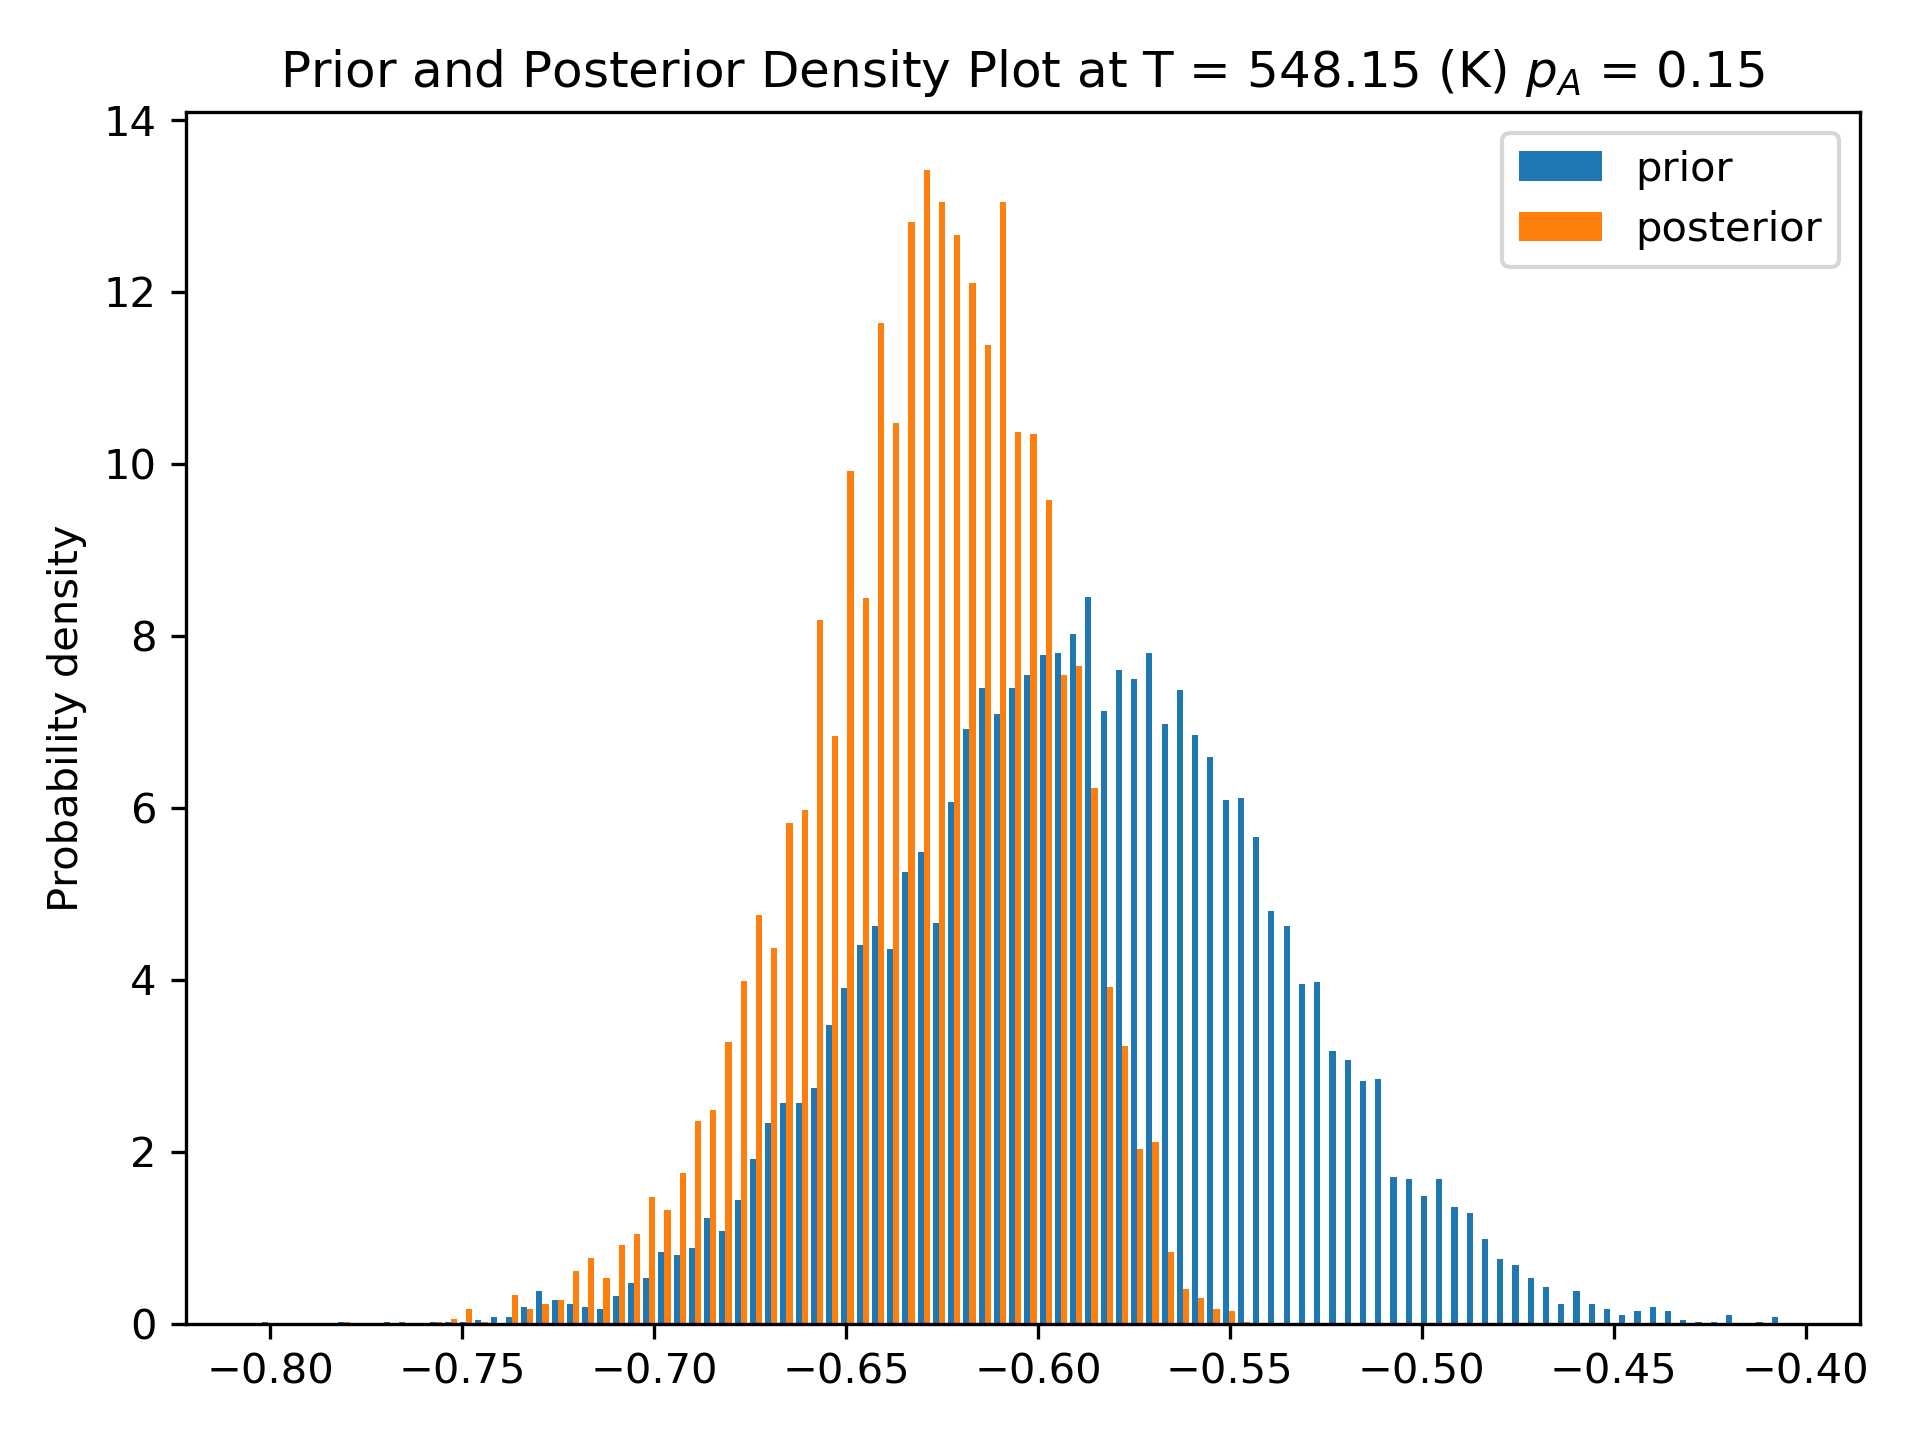 Prior and Posterior Density Plot at T = 548.15 (K) p_A = 0.15
prior
posterior
Probability density
14
12
10
8
6
4
2
0
−0.80 −0.75 −0.70 −0.65 −0.60 −0.55 −0.50 −0.45 −0.40